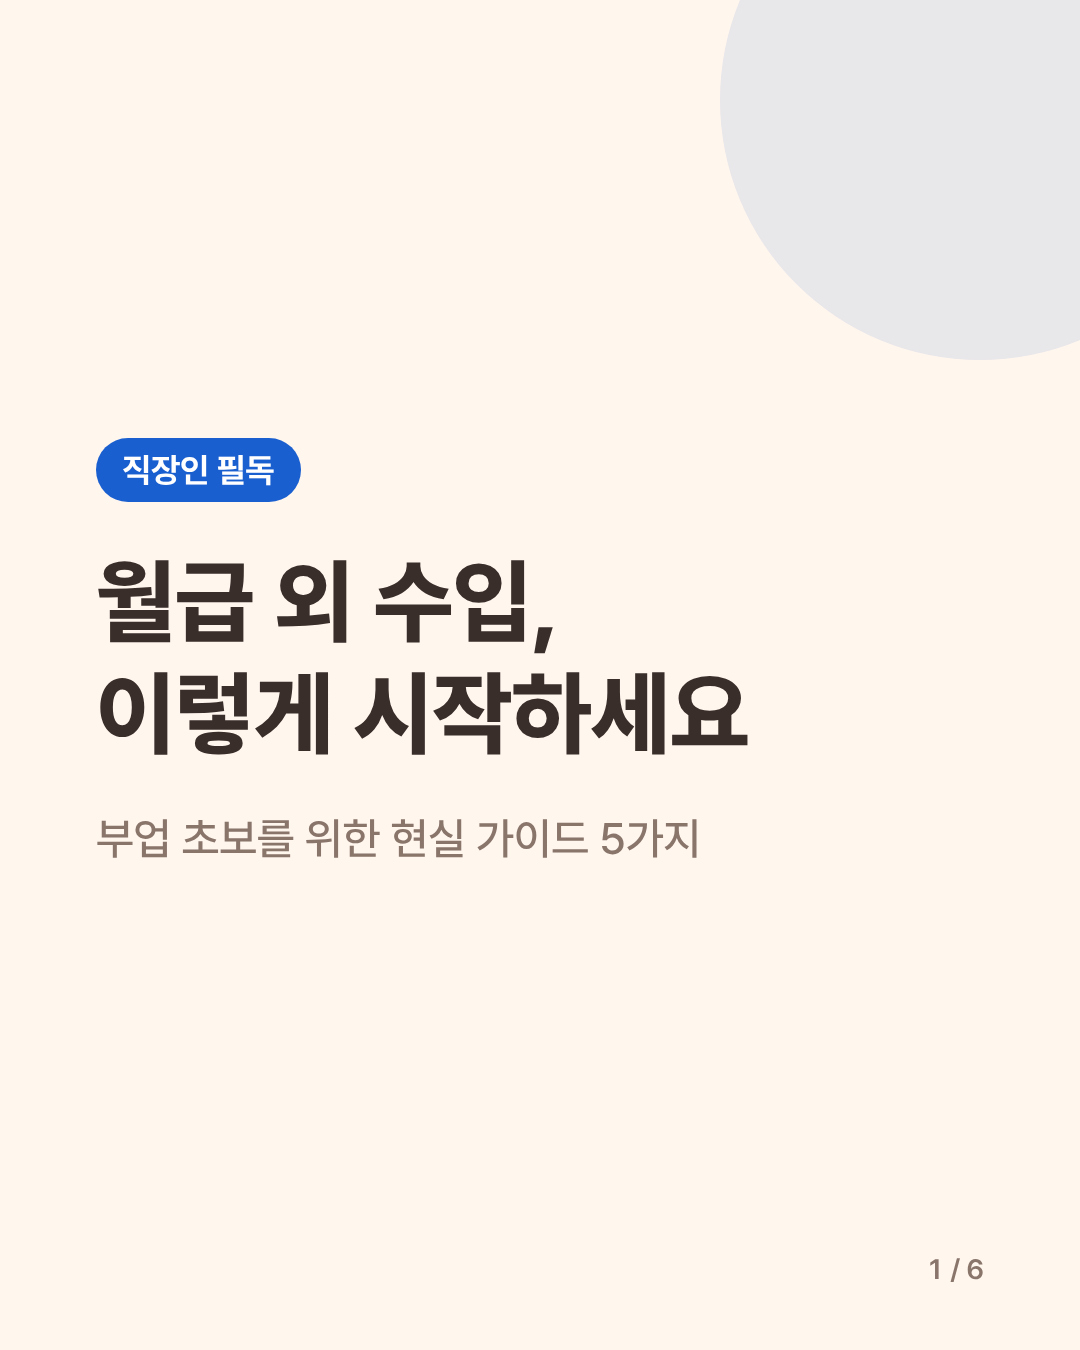 직장인 필독
월급 외 수입,
이렇게 시작하세요
부업 초보를 위한 현실 가이드 5가지
1 / 6